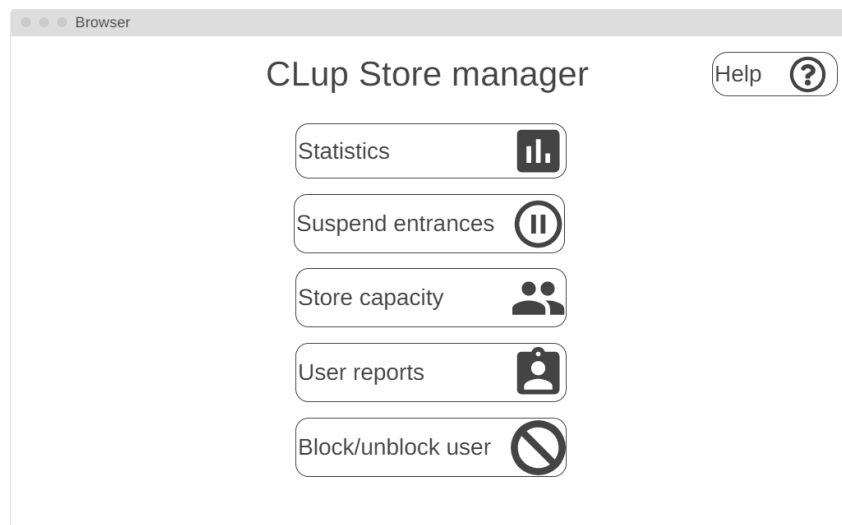 Browser
CLup Store manager
Help
Statistics
Suspend entrances
Store capacity
User reports
Block/unblock user